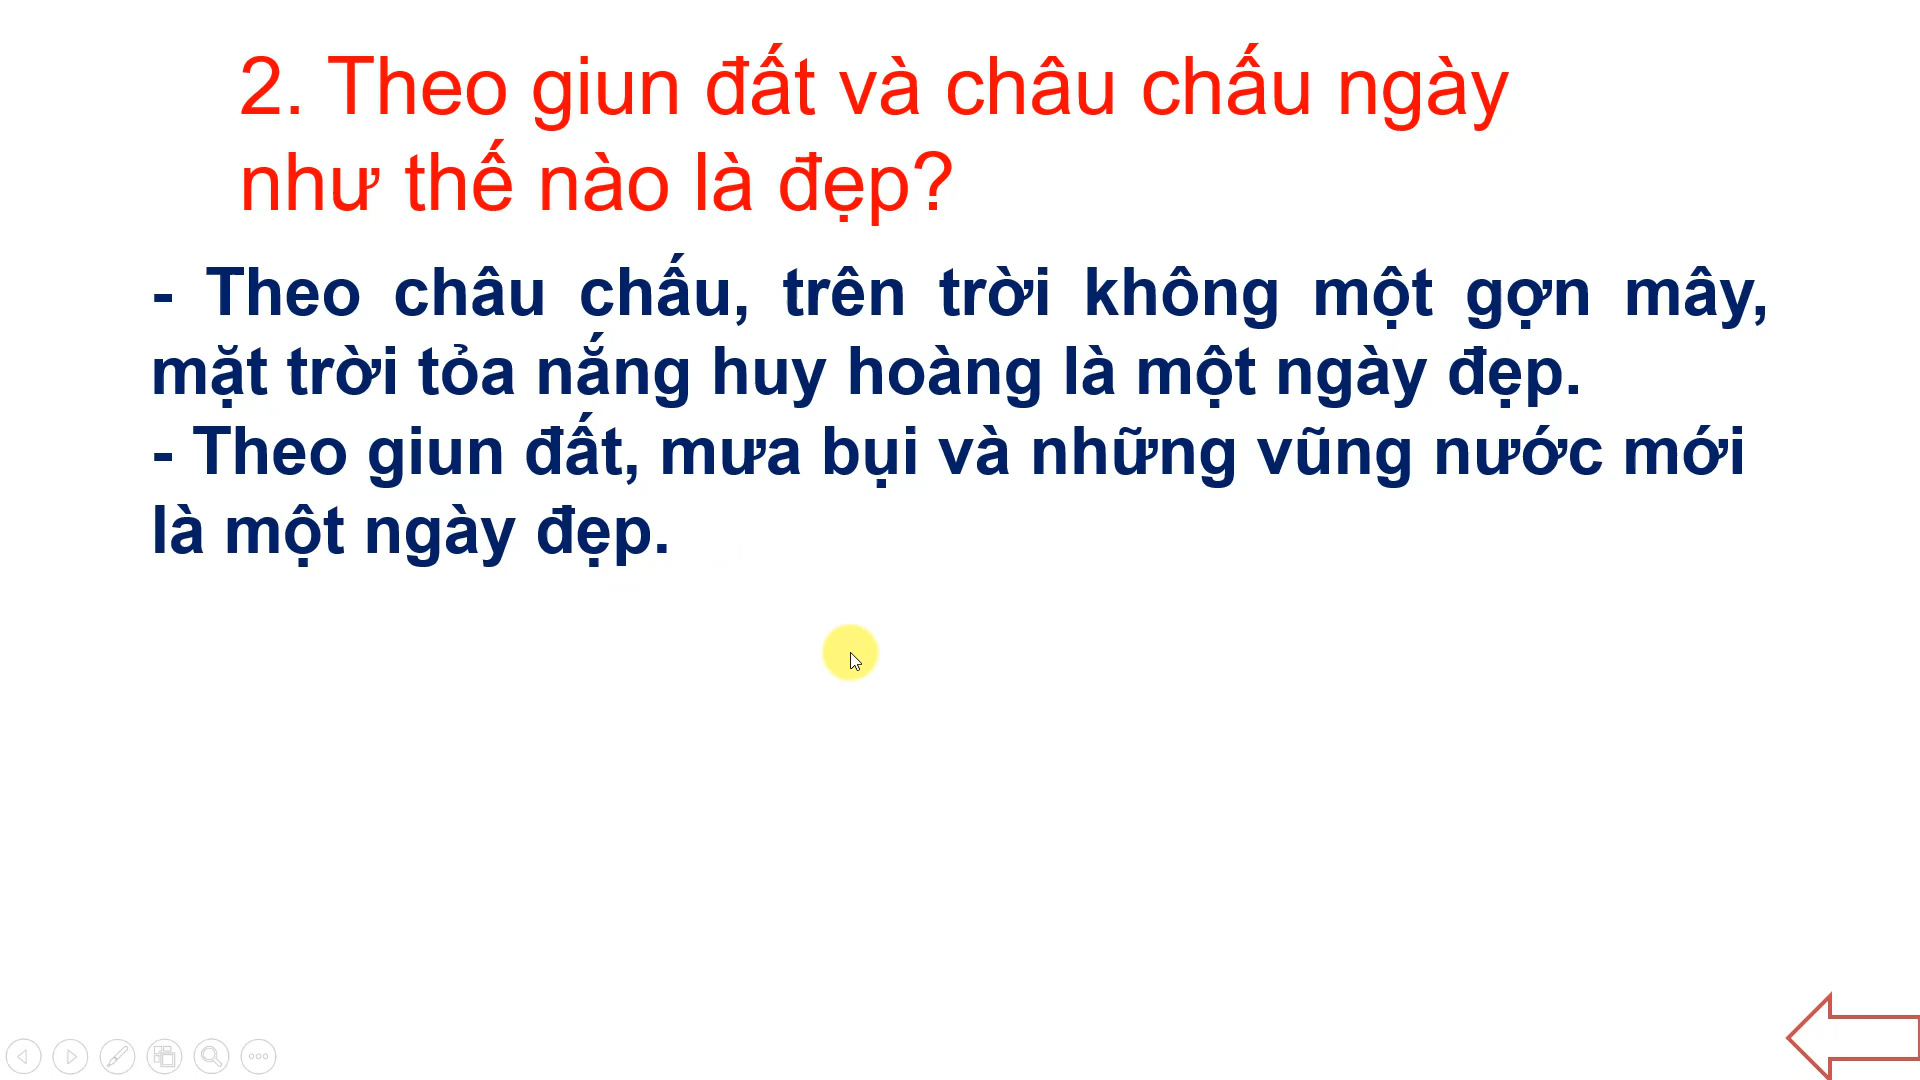 2. Theo giun đất và châu chấu ngày
như thế nào là đẹp?
- Theo châu chấu, trên trời không một gợn mây,
mặt trời tỏa nắng huy hoàng là một ngày đẹp.
- Theo giun đất, mưa bụi và những vũng nước mới
là một ngày đẹp.